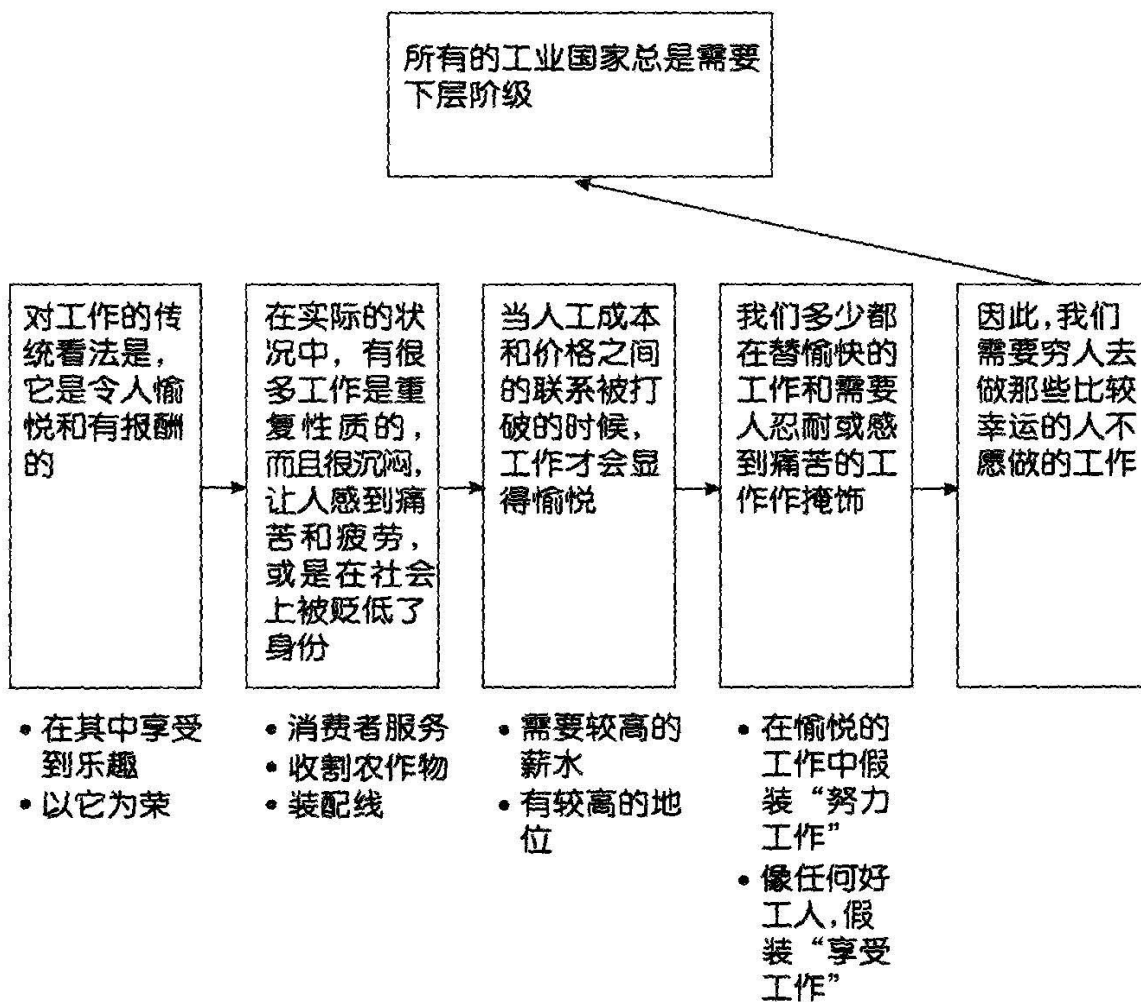 所有的工业国家总是需要
下层阶级
对工作的传
统看法是，
它是令人愉
悦和有报酬
的
• 在其中享受
到乐趣
• 以它为荣
在实际的状
况中，有很
多工作是重
复性质的，
而且很沉闷，
让人感到痛
苦和疲劳，
或是在社会
上被贬低了
身份
• 消费者服务
• 收割农作物
• 装配线
当人工成本
和价格之间
的联系被打
破的时候，
工作才会显
得愉悦
• 需要较高的
薪水
• 有较高的地
位
我们多少都
在替愉快的
工作和需要
人忍耐或感
到痛苦的工
作作掩饰
• 在愉悦的
工作中假
装“努力
工作”
• 像任何好
工人，假
装“享受
工作”
因此，我们
需要穷人去
做那些比较
幸运的人不
愿做的工作